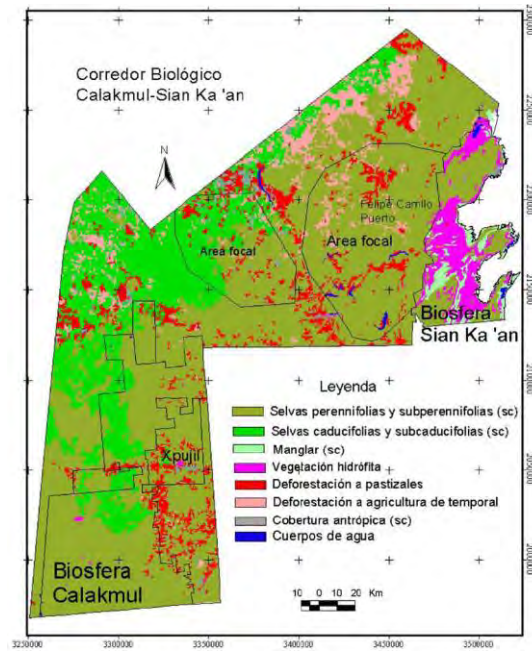 Corredor Biológico
Calakmul-Sian Ka 'an
N
Felipe Carrillo
Puerto
Area focal
Area focal
Biosfera
Sian Ka 'an
Leyenda
Selvas perennifolias y subperennifolias (sc)
Selvas caducifolias y subcaducifolias (sc)
Manglar (sc)
Vegetación hidrófita
Deforestación a pastizales
Deforestación a agricultura de temporal
Cobertura antrópica (sc)
Cuerpos de agua
Xpujil
Biosfera
Calakmul
10 0 10 20 Km
3250000 3300000 3350000 3400000 3450000 3500000